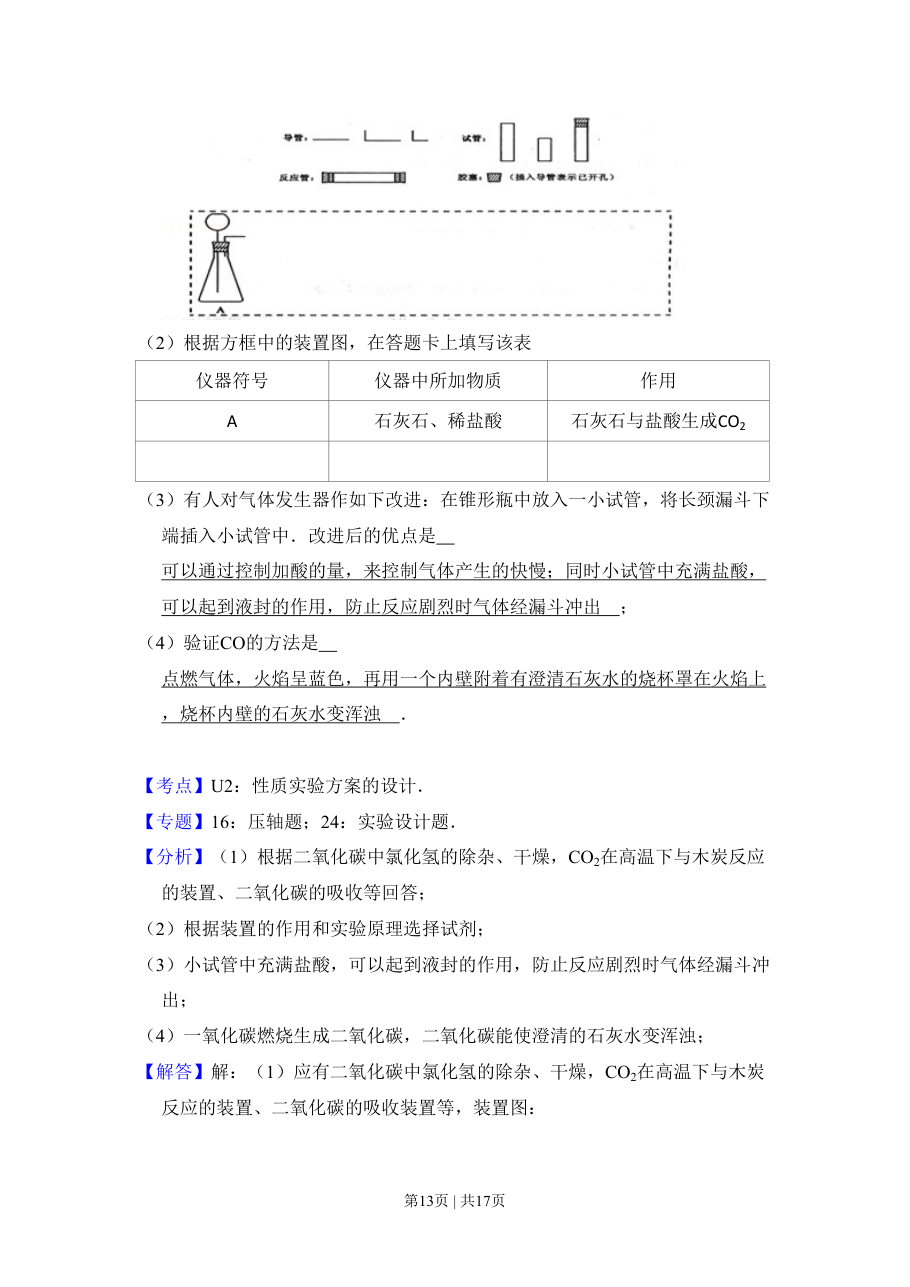 导管： 试管：
反应管： 胶塞： （插入导管表示已开孔）
A
（2）根据方框中的装置图，在答题卡上填写该表
仪器符号 仪器中所加物质 作用
A 石灰石、稀盐酸 石灰石与盐酸生成CO2
（3）有人对气体发生器作如下改进：在锥形瓶中放入一小试管，将长颈漏斗下
端插入小试管中．改进后的优点是
可以通过控制加酸的量，来控制气体产生的快慢；同时小试管中充满盐酸，
可以起到液封的作用，防止反应剧烈时气体经漏斗冲出　；
（4）验证CO的方法是
点燃气体，火焰呈蓝色，再用一个内壁附着有澄清石灰水的烧杯罩在火焰上
，烧杯内壁的石灰水变浑浊　．
【考点】U2：性质实验方案的设计．
【专题】16：压轴题；24：实验设计题．
【分析】（1）根据二氧化碳中氯化氢的除杂、干燥，CO2在高温下与木炭反应
的装置、二氧化碳的吸收等回答；
（2）根据装置的作用和实验原理选择试剂；
（3）小试管中充满盐酸，可以起到液封的作用，防止反应剧烈时气体经漏斗冲
出；
（4）一氧化碳燃烧生成二氧化碳，二氧化碳能使澄清的石灰水变浑浊；
【解答】解：（1）应有二氧化碳中氯化氢的除杂、干燥，CO2在高温下与木炭
反应的装置、二氧化碳的吸收装置等，装置图：
第13页 | 共17页